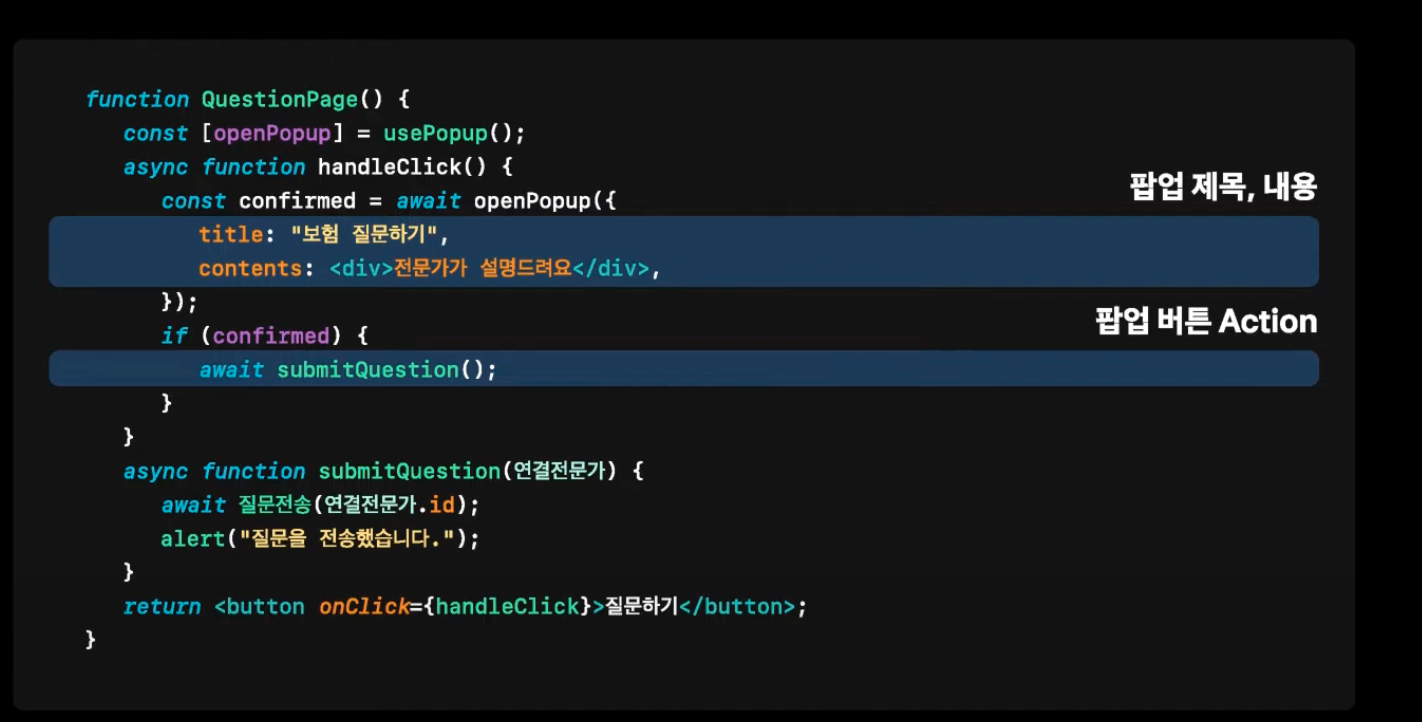 function QuestionPage() {
const [openPopup] = usePopup();
async function handleClick() {
팝업 제목, 내용
const confirmed = await openPopup({
title: "보험 질문하기",
contents: <div>전문가가 설명드려요</div>,
});
팝업 버튼 Action
if (confirmed) {
await submitQuestion();
}
}
async function submitQuestion(연결전문가) {
await 질문전송(연결전문가.id);
alert("질문을 전송했습니다.");
}
return <button onClick={handleClick}>질문하기</button>;
}